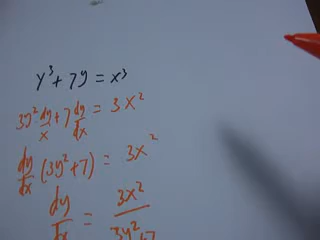 y³ + 7y = x³
3y² dy/x + 7 dy/dx = 3x²
dy/dx (3y² + 7) = 3x²
dy/dx = 3x²/3y²+7